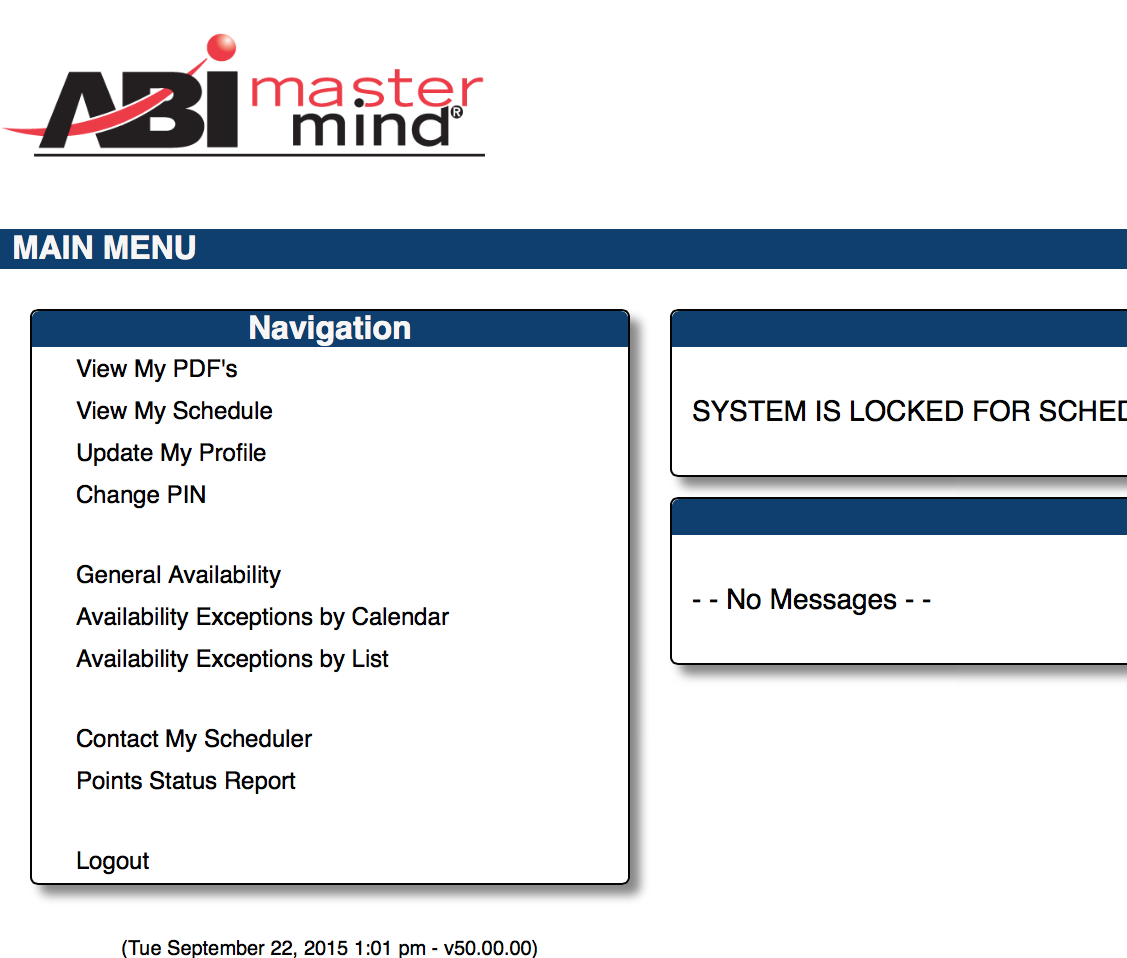 ABI master
mind®
MAIN MENU
Navigation
View My PDF's
View My Schedule
Update My Profile
Change PIN
General Availability
Availability Exceptions by Calendar
Availability Exceptions by List
Contact My Scheduler
Points Status Report
Logout
SYSTEM IS LOCKED FOR SCHED
- - No Messages - -
(Tue September 22, 2015 1:01 pm - v50.00.00)